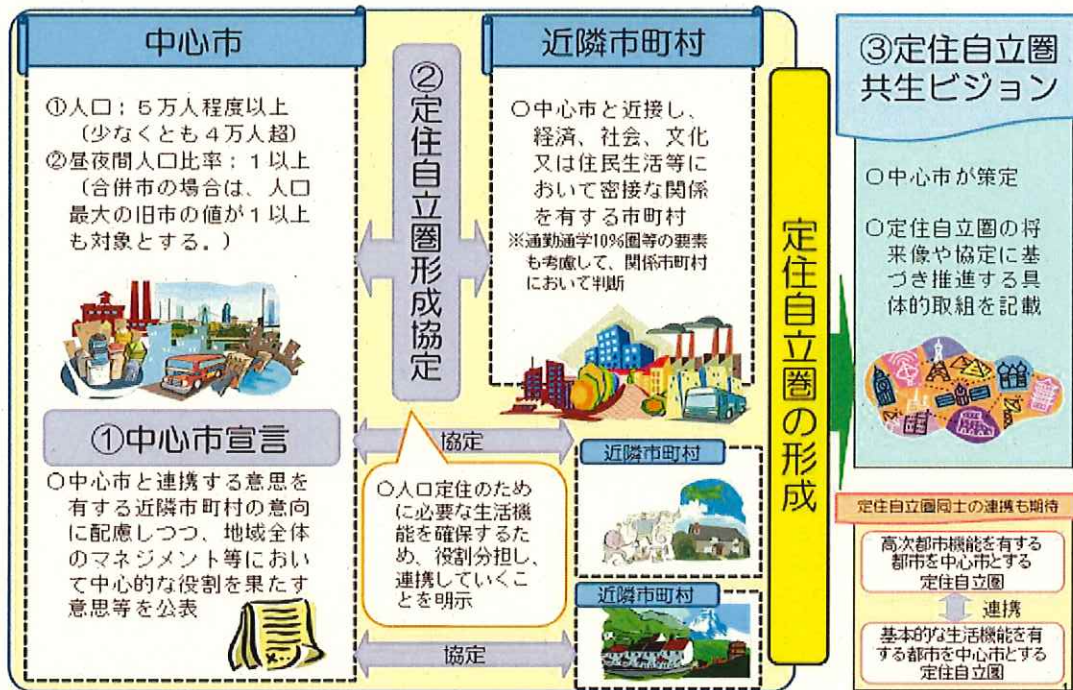 中心市
①人口：５万人程度以上
（少なくとも４万人超）
②昼夜間人口比率：１以上
（合併市の場合は、人口
最大の旧市の値が１以上
も対象とする。）
①中心市宣言
○中心市と連携する意思を
有する近隣市町村の意向
に配慮しつつ、地域全体
のマネジメント等におい
て中心的な役割を果たす
意思等を公表
②定住自立圏形成協定
協定
○人口定住のため
に必要な生活機
能を確保するた
め、役割分担し、
連携していくこ
とを明示
協定
近隣市町村
○中心市と近接し、
経済、社会、文化
又は住民生活等に
おいて密接な関係
を有する市町村
※通勤通学10%圏等の要素
も考慮して、関係市町村
において判断
近隣市町村
近隣市町村
定住自立圏の形成
③定住自立圏
共生ビジョン
○中心市が策定
○定住自立圏の将
来像や協定に基
づき推進する具
体的取組を記載
定住自立圏同士の連携も期待
高次都市機能を有する
都市を中心市とする
定住自立圏
連携
基本的な生活機能を有
する都市を中心市とする
定住自立圏
1